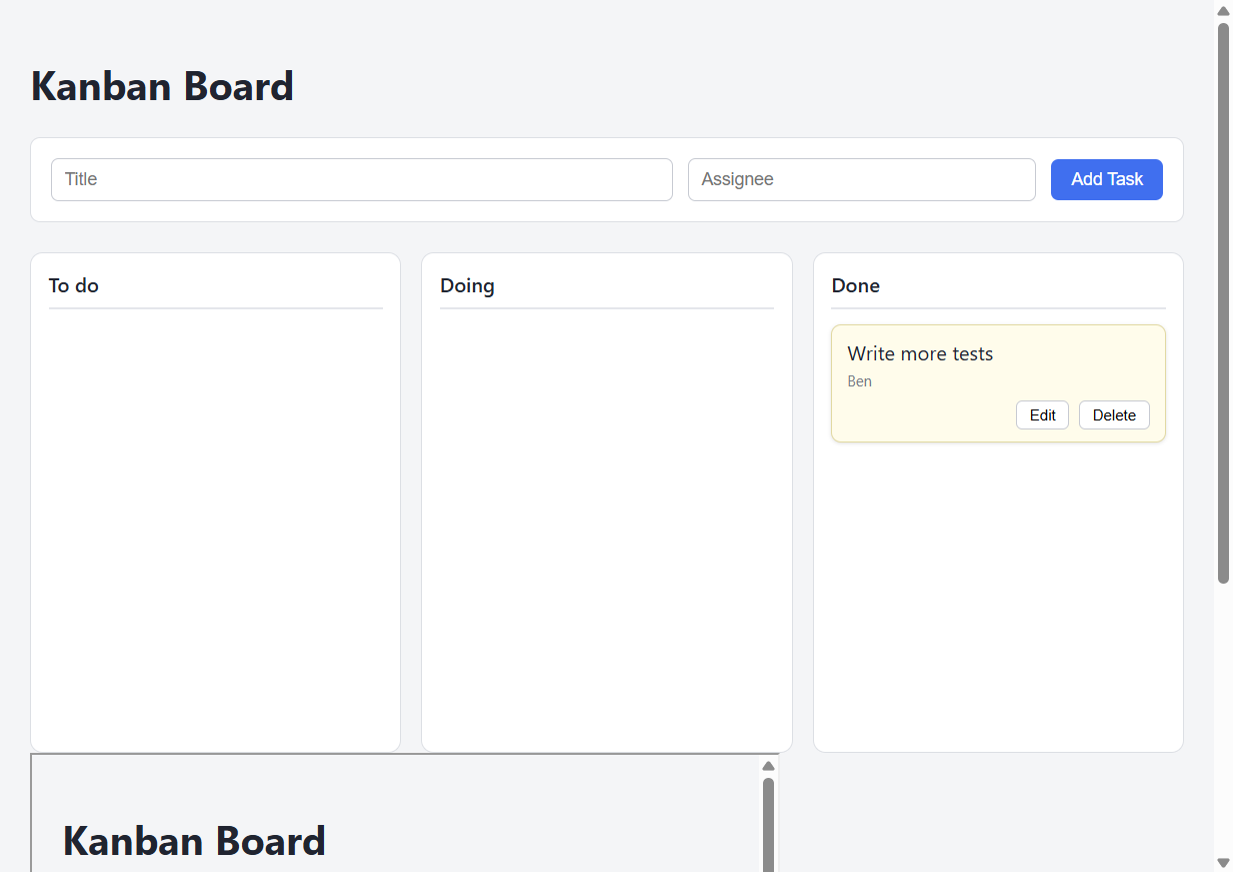 Kanban Board
Title
Assignee
Add Task
To do
Doing
Done
Write more tests
Ben
Edit
Delete
Kanban Board